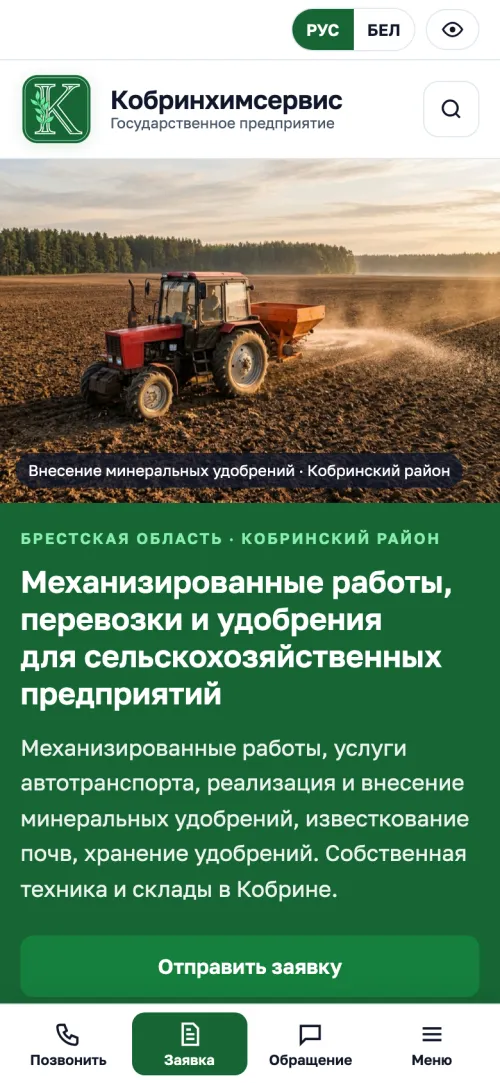 РУС
БЕЛ
К
Кобринхимсервис
Государственное предприятие
Внесение минеральных удобрений · Кобринский район
БРЕСТСКАЯ ОБЛАСТЬ · КОБРИНСКИЙ РАЙОН
Механизированные работы,
перевозки и удобрения
для сельскохозяйственных
предприятий
Механизированные работы, услуги
автотранспорта, реализация и внесение
минеральных удобрений, известкование
почв, хранение удобрений. Собственная
техника и склады в Кобрине.
Отправить заявку
Позвонить
Заявка
Обращение
Меню